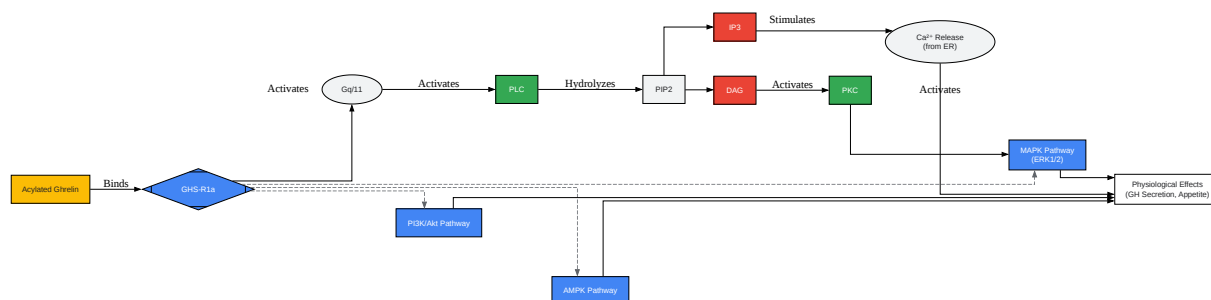 IP3
Stimulates
Ca²⁺ Release
(from ER)
Activates
Gq/11
Activates
PLC
Hydrolyzes
PIP2
DAG
Activates
PKC
Activates
MAPK Pathway
(ERK1/2)
Acylated Ghrelin
Binds
GHS-R1a
Physiological Effects
(GH Secretion, Appetite)
PI3K/Akt Pathway
AMPK Pathway